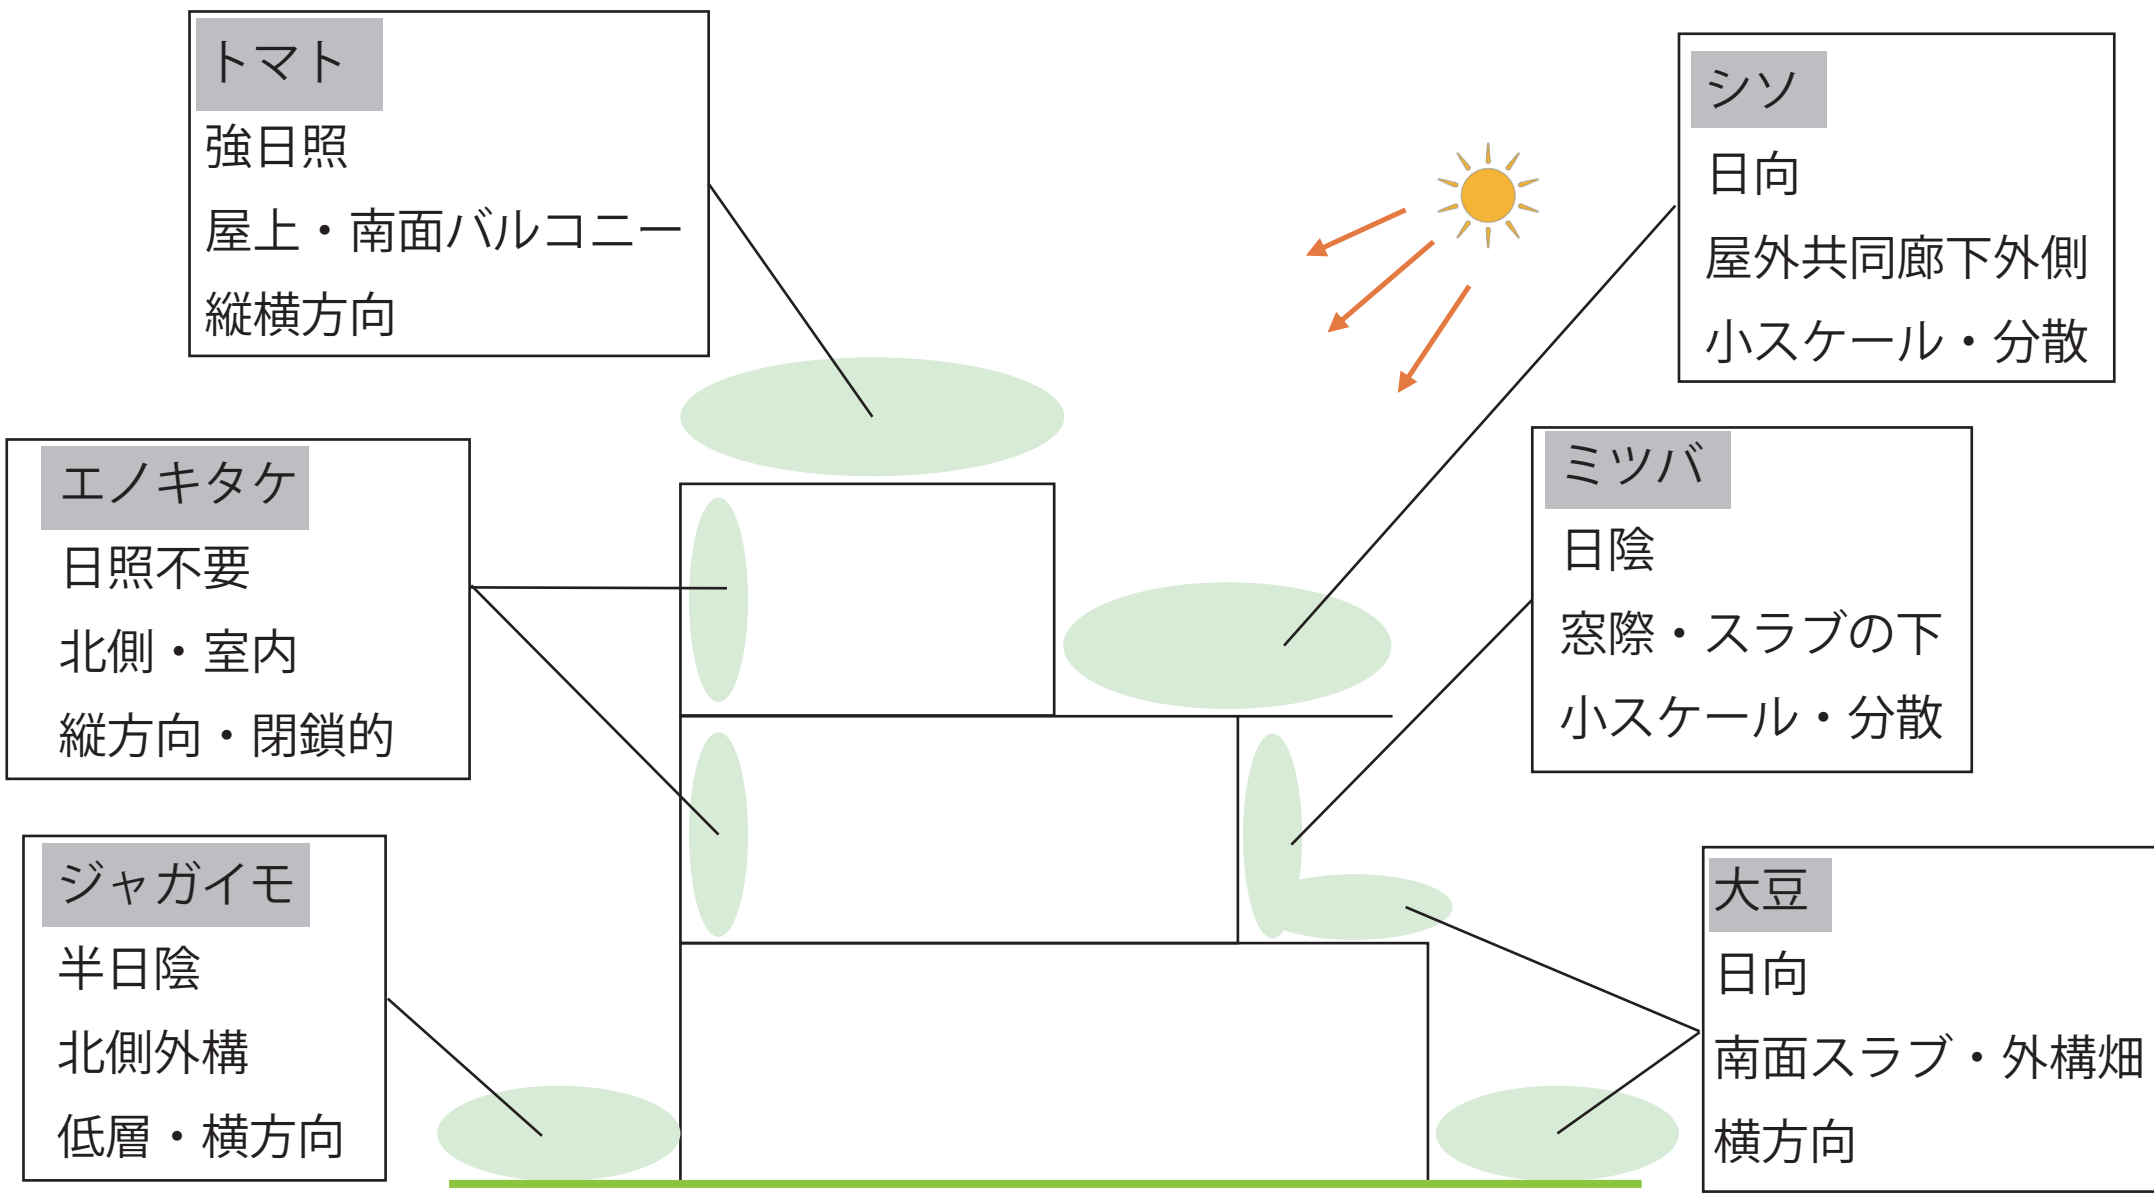 トマト
強日照
屋上・南面バルコニー
縦横方向
シソ
日向
屋外共同廊下外側
小スケール・分散
エノキタケ
日照不要
北側・室内
縦方向・閉鎖的
ミツバ
日陰
窓際・スラブの下
小スケール・分散
ジャガイモ
半日陰
北側外構
低層・横方向
大豆
日向
南面スラブ・外構畑
横方向